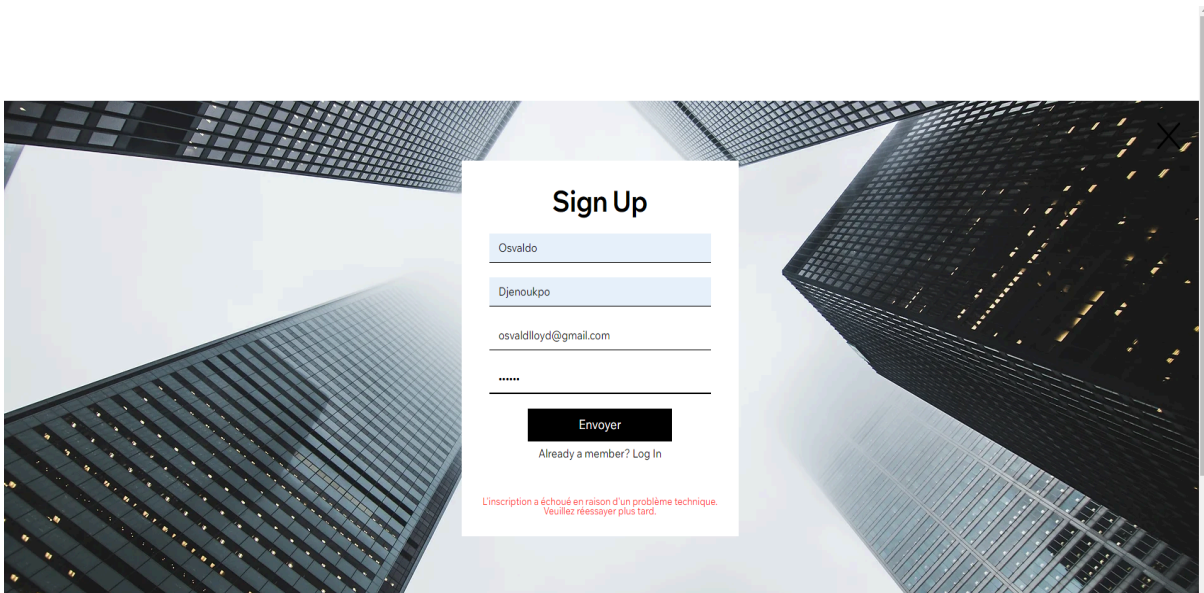 Sign Up
Osvaldo
Djenoukpo
osvaldlloyd@gmail.com
••••••
Envoyer
Already a member? Log In
L'inscription a échoué en raison d'un problème technique.
Veuillez réessayer plus tard.